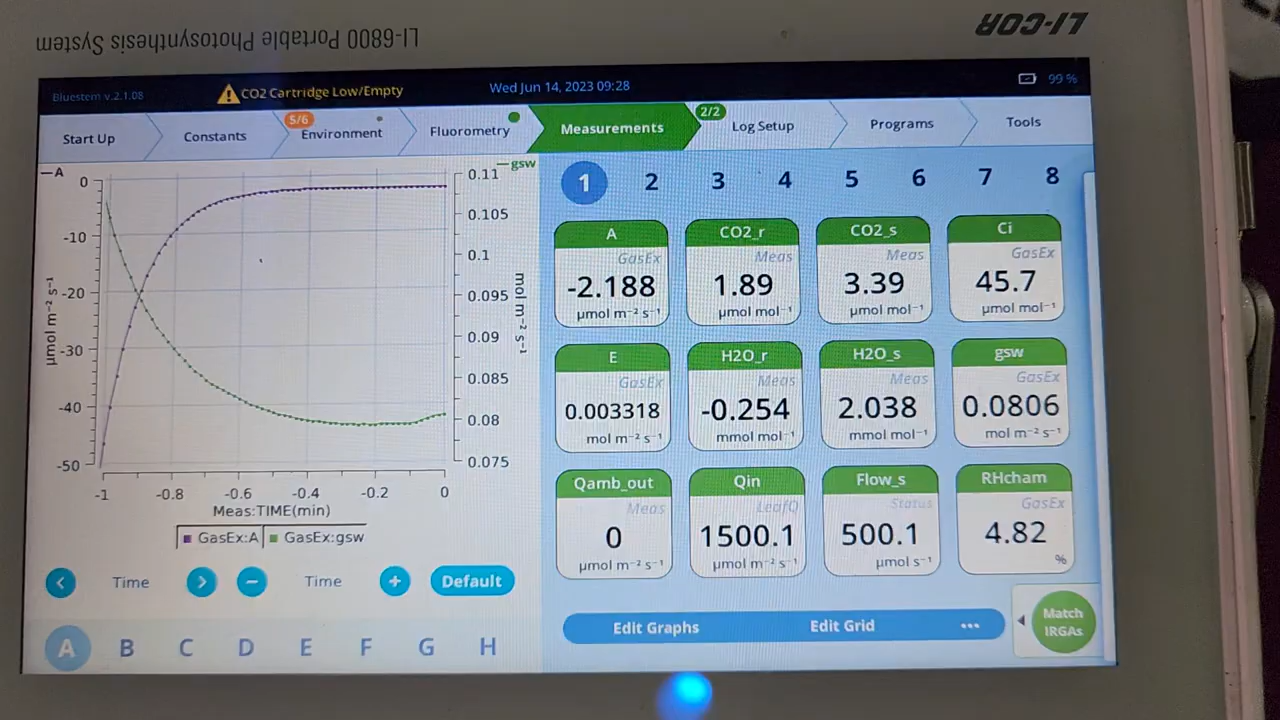 LI-6800 Portable Photosynthesis System
LI-COR
Bluestem v.2.1.08
CO2 Cartridge Low/Empty
Wed Jun 14, 2023 09:28
99 %
Start Up
Constants
5/6
Environment
Fluorometry
Measurements
2/2
Log Setup
Programs
Tools
A
gsw
0
-10
-20
-30
-40
-50
µmol m⁻² s⁻¹
0.11
0.105
0.1
0.095
0.09
0.085
0.08
0.075
mol m⁻² s⁻¹
-1 -0.8 -0.6 -0.4 -0.2 0
Meas:TIME(min)
GasEx:A GasEx:gsw
< Time > − Time + Default
A B C D E F G H
1 2 3 4 5 6 7 8
A
GasEx
-2.188
µmol m⁻² s⁻¹
CO2_r
Meas
1.89
µmol mol⁻¹
CO2_s
Meas
3.39
µmol mol⁻¹
Ci
GasEx
45.7
µmol mol⁻¹
E
GasEx
0.003318
mol m⁻² s⁻¹
H2O_r
Meas
-0.254
mmol mol⁻¹
H2O_s
Meas
2.038
mmol mol⁻¹
gsw
GasEx
0.0806
mol m⁻² s⁻¹
Qamb_out
Meas
0
µmol m⁻² s⁻¹
Qin
LeafQ
1500.1
µmol m⁻² s⁻¹
Flow_s
Status
500.1
µmol s⁻¹
RHcham
GasEx
4.82
%
Edit Graphs
Edit Grid
•••
Match
IRGAs